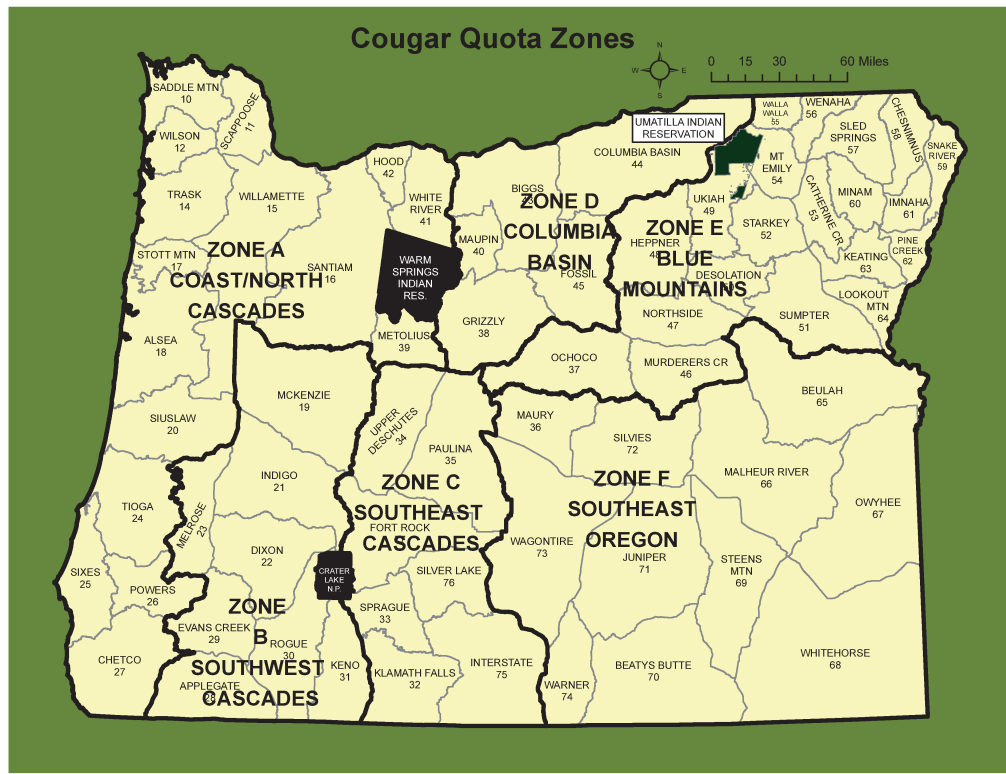 Cougar Quota Zones
N
W
E
S
0 15 30 60 Miles
SADDLE MTN
10
SCAPPOOSE
11
WILSON
12
TRASK
14
WILLAMETTE
15
HOOD
42
WHITE
RIVER
41
STOTT MTN
17
ZONE A
COAST/NORTH
CASCADES
SANTIAM
16
WARM
SPRINGS
INDIAN
RES.
METOLIUS
39
ALSEA
18
SIUSLAW
20
TIOGA
24
SIXES
25
POWERS
26
CHETCO
27
MCKENZIE
19
INDIGO
21
MELROSE
23
DIXON
22
CRATER
LAKE
N.P.
ZONE
B
SOUTHWEST
CASCADES
EVANS CREEK
29
ROGUE
30
APPLEGATE
28
KENO
31
UPPER
DESCHUTES
34
PAULINA
35
ZONE C
SOUTHEAST
CASCADES
FORT ROCK
SILVER LAKE
76
SPRAGUE
33
KLAMATH FALLS
32
INTERSTATE
75
UMATILLA INDIAN
RESERVATION
COLUMBIA BASIN
44
BIGGS
ZONE D
COLUMBIA
BASIN
MAUPIN
40
FOSSIL
45
GRIZZLY
38
WALLA
WALLA
55
WENAHA
56
SLED
SPRINGS
57
CHESNIMNUS
58
SNAKE
RIVER
59
MT
EMILY
54
CATHERINE CR
53
MINAM
60
IMNAHA
61
UKIAH
49
STARKEY
52
PINE
CREEK
62
KEATING
63
ZONE E
BLUE
MOUNTAINS
HEPPNER
48
DESOLATION
LOOKOUT
MTN
64
NORTHSIDE
47
SUMPTER
51
OCHOCO
37
MURDERERS CR
46
BEULAH
65
MAURY
36
SILVIES
72
MALHEUR RIVER
66
OWYHEE
67
ZONE F
SOUTHEAST
OREGON
WAGONTIRE
73
JUNIPER
71
STEENS
MTN
69
WARNER
74
BEATYS BUTTE
70
WHITEHORSE
68